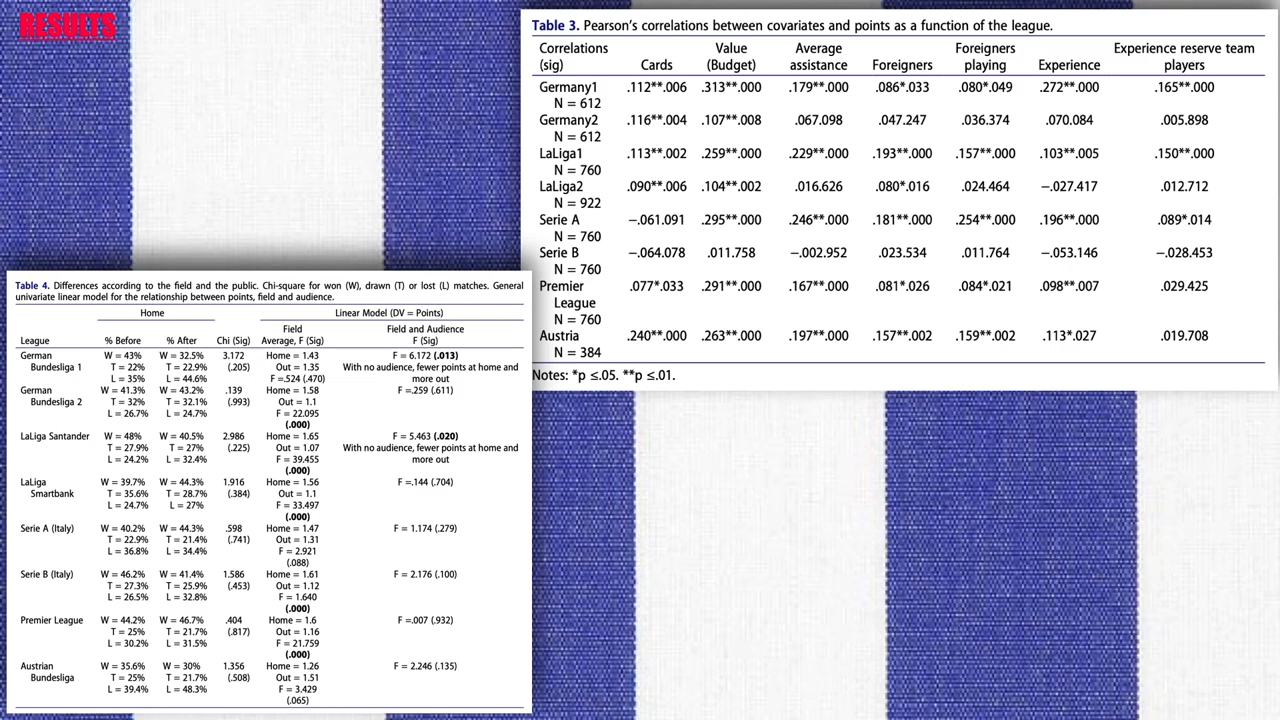 RESULTS
Table 3. Pearson's correlations between covariates and points as a function of the league.
Correlations (sig) Cards Value (Budget) Average assistance Foreigners Foreigners playing Experience Experience reserve team players
Germany1 N = 612 .112**.006 .313**.000 .179**.000 .086*.033 .080*.049 .272**.000 .165**.000
Germany2 N = 612 .116**.004 .107**.008 .067.098 .047.247 .036.374 .070.084 .005.898
LaLiga1 N = 760 .113**.002 .259**.000 .229**.000 .193**.000 .157**.000 .103**.005 .150**.000
LaLiga2 N = 922 .090**.006 .104**.002 .016.626 .080*.016 .024.464 −.027.417 .012.712
Serie A N = 760 −.061.091 .295**.000 .246**.000 .181**.000 .254**.000 .196**.000 .089*.014
Serie B N = 760 −.064.078 .011.758 −.002.952 .023.534 .011.764 −.053.146 −.028.453
Premier League N = 760 .077*.033 .291**.000 .167**.000 .081*.026 .084*.021 .098**.007 .029.425
Austria N = 384 .240**.000 .263**.000 .197**.000 .157**.002 .159**.002 .113*.027 .019.708
Notes: *p ≤.05. **p ≤.01.
Table 4. Differences according to the field and the public. Chi-square for won (W), drawn (T) or lost (L) matches. General
univariate linear model for the relationship between points, field and audience.
Home Linear Model (DV = Points)
Field Field and Audience
League % Before % After Chi (Sig) Average, F (Sig) F (Sig)
German W = 43% W = 32.5% 3.172 Home = 1.43 F = 6.172 (.013)
Bundesliga 1 T = 22% T = 22.9% (.205) Out = 1.35 With no audience, fewer points at home and
L = 35% L = 44.6% F =.524 (.470) more out
German W = 41.3% W = 43.2% .139 Home = 1.58 F =.259 (.611)
Bundesliga 2 T = 32% T = 32.1% (.993) Out = 1.1
L = 26.7% L = 24.7% F = 22.095
(.000)
LaLiga Santander W = 48% W = 40.5% 2.986 Home = 1.65 F = 5.463 (.020)
T = 27.9% T = 27% (.225) Out = 1.07 With no audience, fewer points at home and
L = 24.2% L = 32.4% F = 39.455 more out
(.000)
LaLiga W = 39.7% W = 44.3% 1.916 Home = 1.56 F =.144 (.704)
Smartbank T = 35.6% T = 28.7% (.384) Out = 1.1
L = 24.7% L = 27% F = 33.497
(.000)
Serie A (Italy) W = 40.2% W = 44.3% .598 Home = 1.47 F = 1.174 (.279)
T = 22.9% T = 21.4% (.741) Out = 1.31
L = 36.8% L = 34.4% F = 2.921
(.088)
Serie B (Italy) W = 46.2% W = 41.4% 1.586 Home = 1.61 F = 2.176 (.100)
T = 27.3% T = 25.9% (.453) Out = 1.12
L = 26.5% L = 32.8% F = 1.640
(.000)
Premier League W = 44.2% W = 46.7% .404 Home = 1.6 F =.007 (.932)
T = 25% T = 21.7% (.817) Out = 1.16
L = 30.2% L = 31.5% F = 21.759
(.000)
Austrian W = 35.6% W = 30% 1.356 Home = 1.26 F = 2.246 (.135)
Bundesliga T = 25% T = 21.7% (.508) Out = 1.51
L = 39.4% L = 48.3% F = 3.429
(.065)